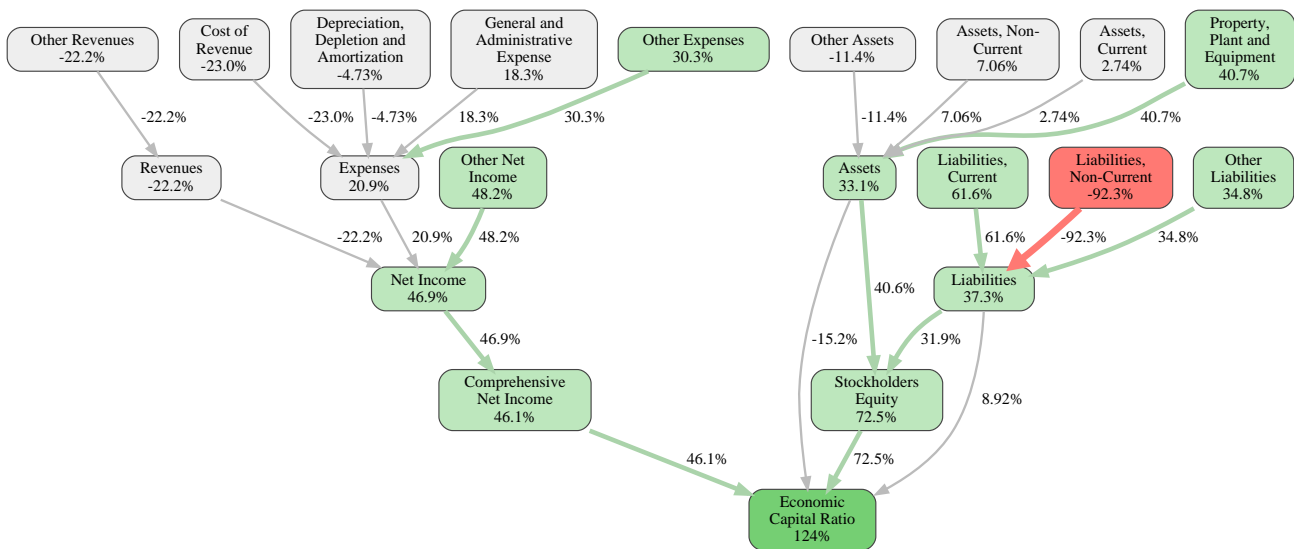 Other Revenues
-22.2%
Cost of
Revenue
-23.0%
Depreciation,
Depletion and
Amortization
-4.73%
General and
Administrative
Expense
18.3%
Other Expenses
30.3%
Other Assets
-11.4%
Assets, Non-
Current
7.06%
Assets,
Current
2.74%
Property,
Plant and
Equipment
40.7%
-22.2%
-23.0%
-4.73%
18.3%
30.3%
-11.4%
7.06%
2.74%
40.7%
Revenues
-22.2%
Expenses
20.9%
Other Net
Income
48.2%
Assets
33.1%
Liabilities,
Current
61.6%
Liabilities,
Non-Current
-92.3%
Other
Liabilities
34.8%
-22.2%
20.9%
48.2%
61.6%
-92.3%
34.8%
Net Income
46.9%
40.6%
Liabilities
37.3%
46.9%
-15.2%
31.9%
Comprehensive
Net Income
46.1%
Stockholders
Equity
72.5%
8.92%
46.1%
72.5%
Economic
Capital Ratio
124%